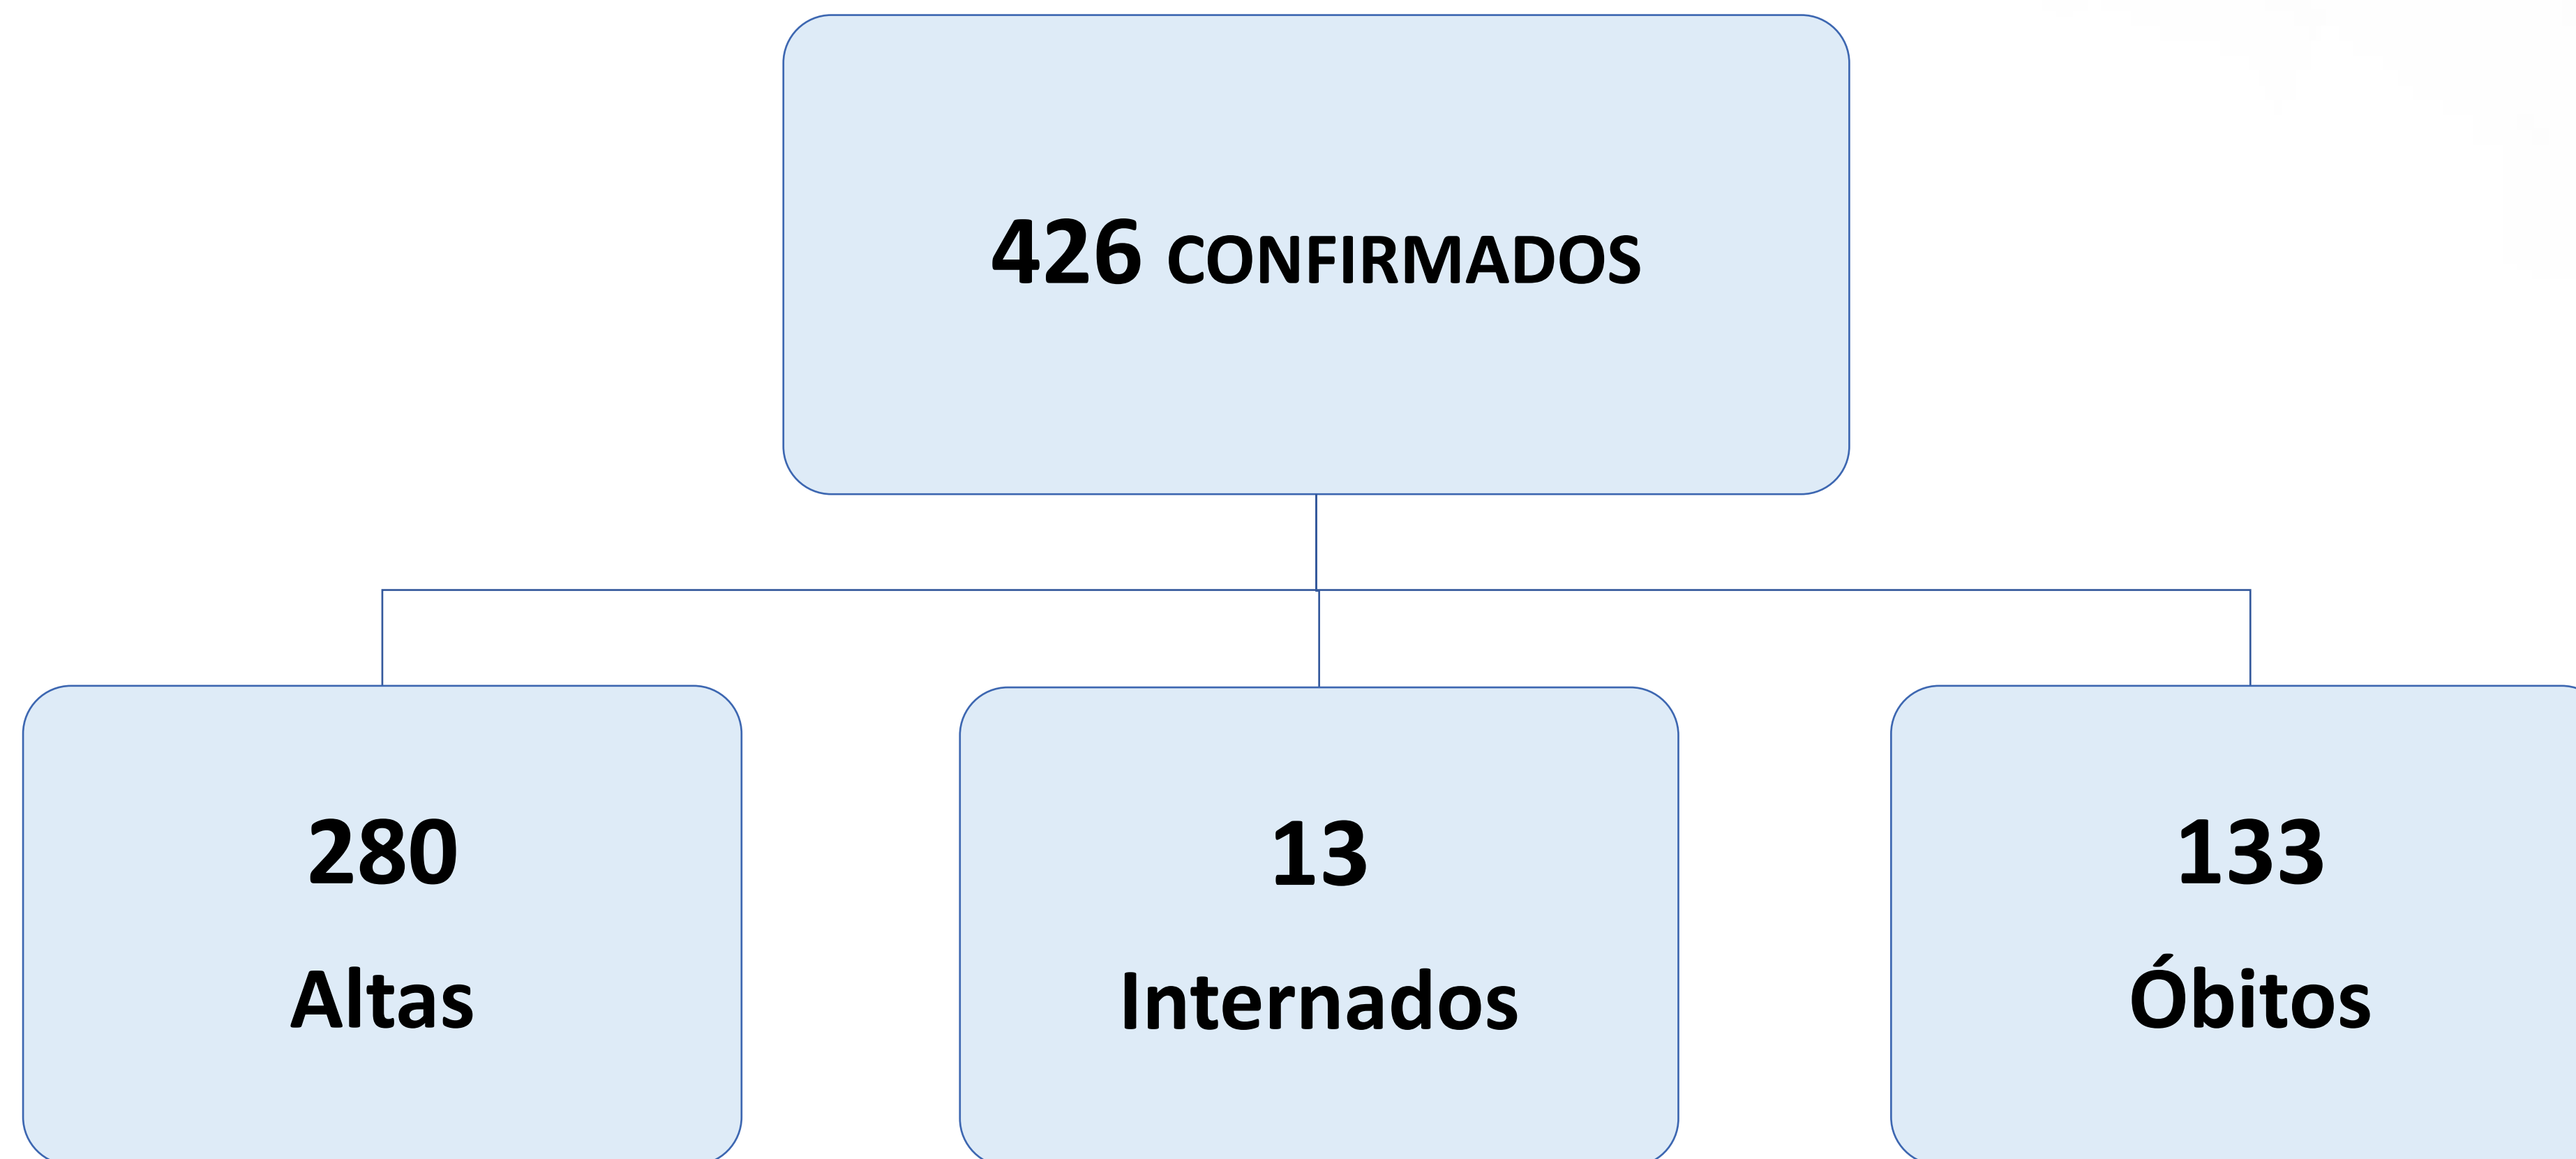 426 CONFIRMADOS
280
Altas
13
Internados
133
Óbitos